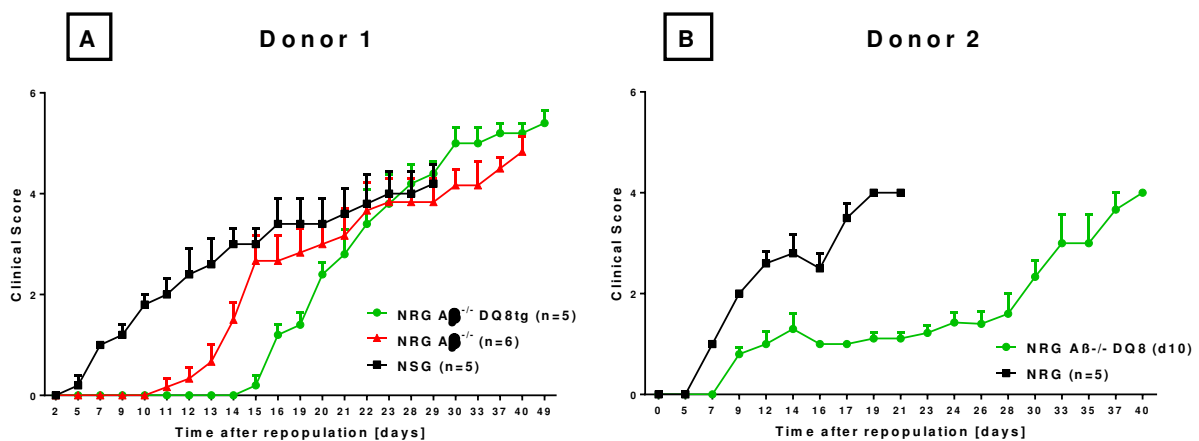 A
Donor 1
6
4
2
0
Clinical Score
NRG Aβ-/- DQ8tg (n=5)
NRG Aβ-/- (n=6)
NSG (n=5)
2 5 7 9 10 11 12 13 14 15 16 19 20 21 22 23 28 29 30 33 37 40 49
Time after repopulation [days]
B
Donor 2
6
4
2
0
Clinical Score
NRG Aß-/- DQ8 (d10)
NRG (n=5)
0 5 7 9 12 14 16 17 19 21 23 24 26 28 30 33 35 37 40
Time after repopulation [days]